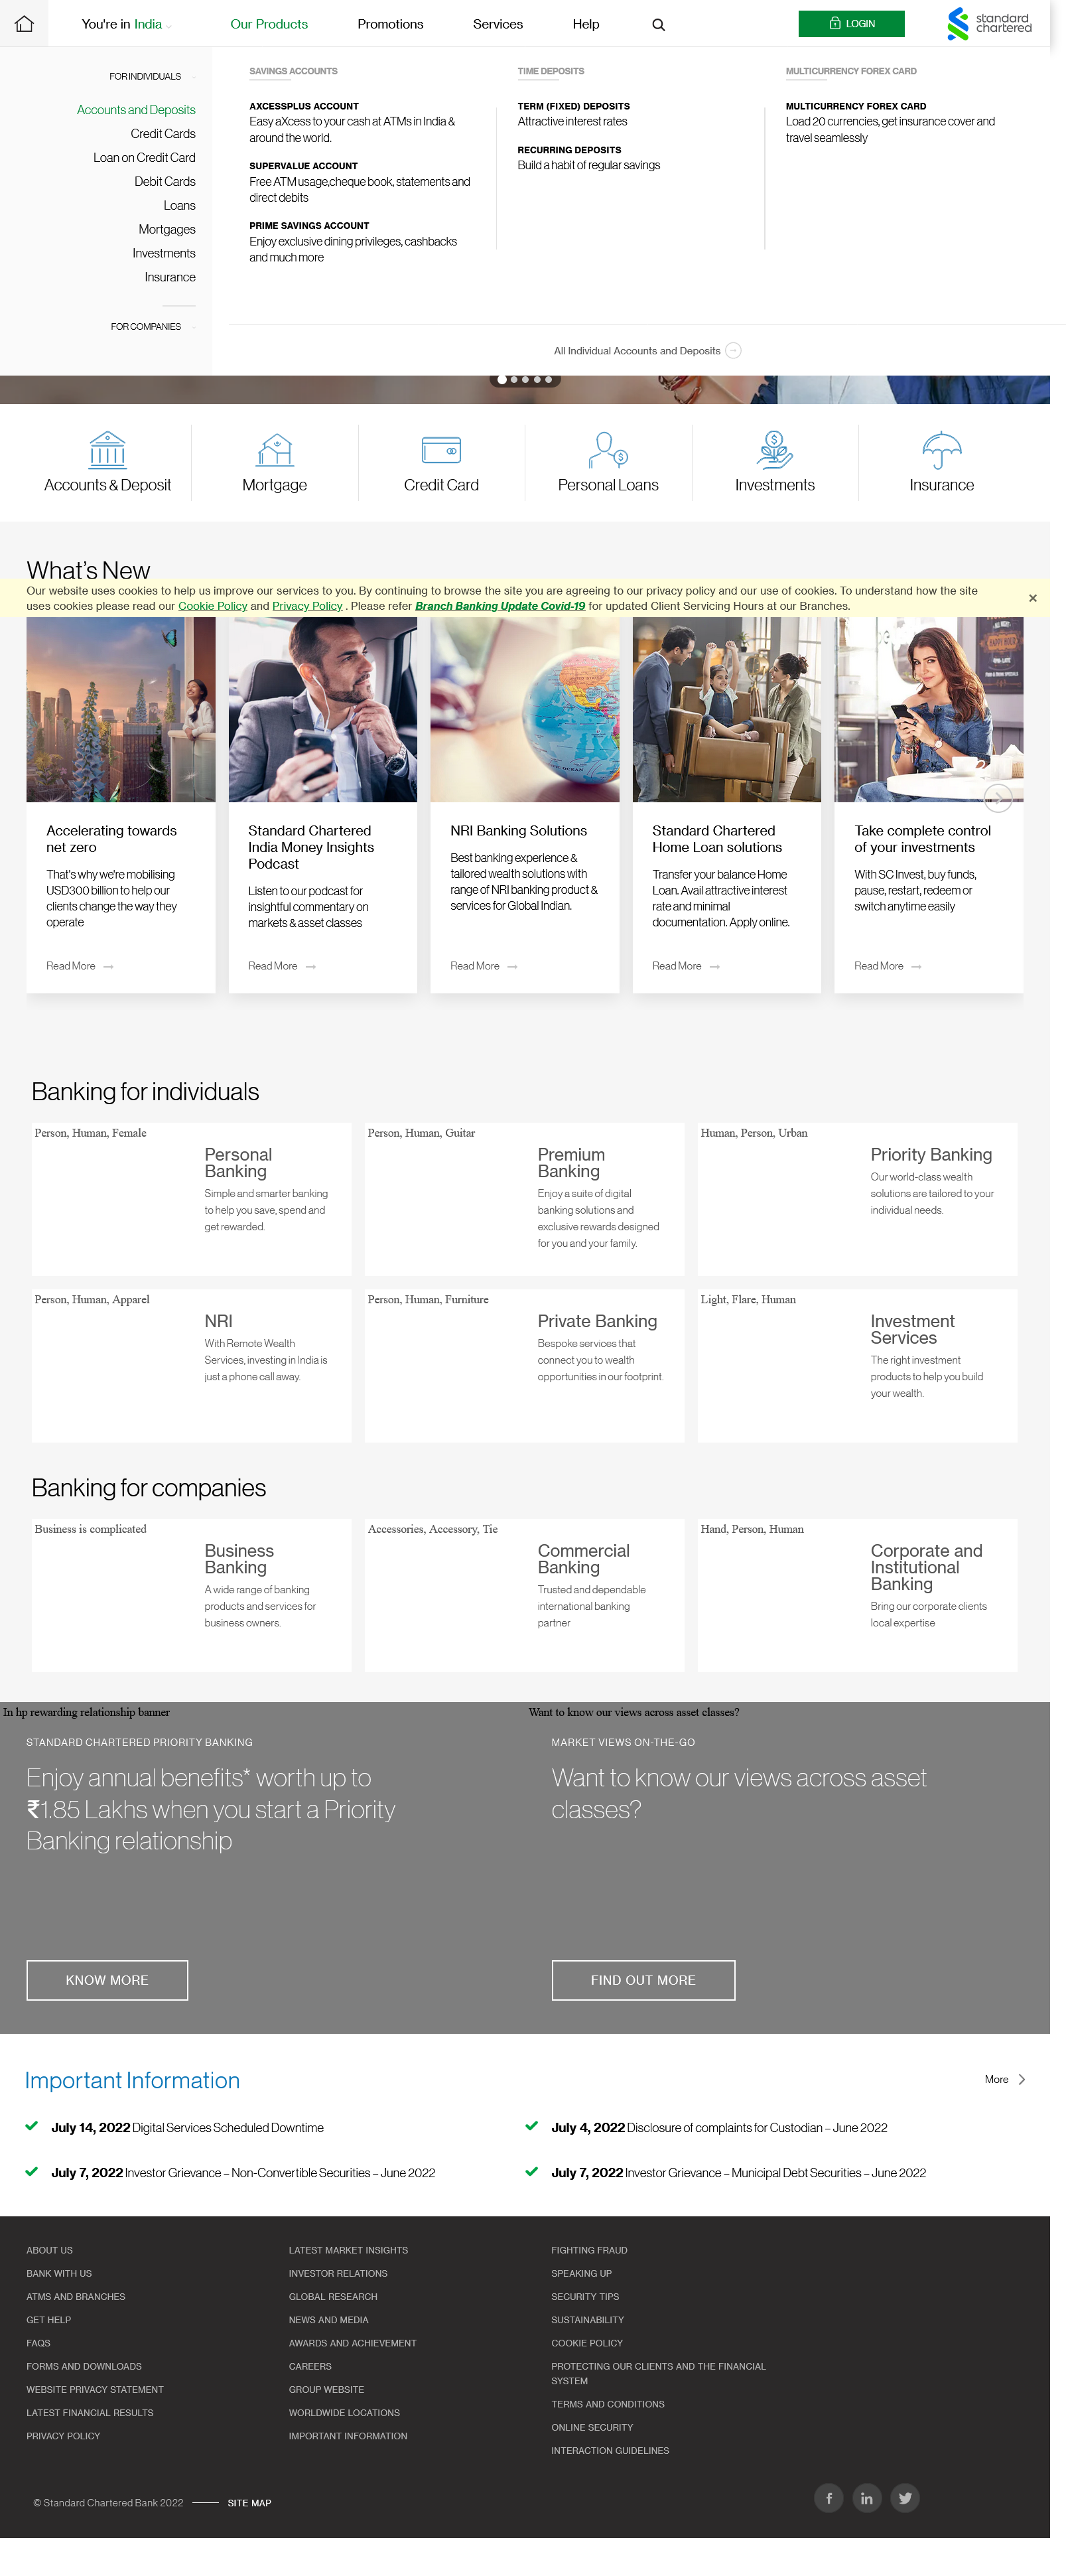 You're in India
Our Products
Promotions
Services
Help
LOGIN
standard
chartered
FOR INDIVIDUALS
Accounts and Deposits
Credit Cards
Loan on Credit Card
Debit Cards
Loans
Mortgages
Investments
Insurance
FOR COMPANIES
SAVINGS ACCOUNTS
AXCESSPLUS ACCOUNT
Easy aXcess to your cash at ATMs in India &
around the world.
SUPERVALUE ACCOUNT
Free ATM usage,cheque book, statements and
direct debits
PRIME SAVINGS ACCOUNT
Enjoy exclusive dining privileges, cashbacks
and much more
TIME DEPOSITS
TERM (FIXED) DEPOSITS
Attractive interest rates
RECURRING DEPOSITS
Build a habit of regular savings
MULTICURRENCY FOREX CARD
MULTICURRENCY FOREX CARD
Load 20 currencies, get insurance cover and
travel seamlessly
All Individual Accounts and Deposits
Accounts & Deposit
Mortgage
Credit Card
Personal Loans
Investments
Insurance
What's New
Our website uses cookies to help us improve our services to you. By continuing to browse the site you are agreeing to our privacy policy and our use of cookies. To understand how the site
uses cookies please read our Cookie Policy and Privacy Policy . Please refer Branch Banking Update Covid-19 for updated Client Servicing Hours at our Branches.
×
Accelerating towards
net zero
That's why we're mobilising
USD300 billion to help our
clients change the way they
operate
Read More
Standard Chartered
India Money Insights
Podcast
Listen to our podcast for
insightful commentary on
markets & asset classes
Read More
OCEAN
NRI Banking Solutions
Best banking experience &
tailored wealth solutions with
range of NRI banking product &
services for Global Indian.
Read More
Standard Chartered
Home Loan solutions
Transfer your balance Home
Loan. Avail attractive interest
rate and minimal
documentation. Apply online.
Read More
Take complete control
of your investments
With SC Invest, buy funds,
pause, restart, redeem or
switch anytime easily
Read More
Banking for individuals
Person, Human, Female
Personal
Banking
Simple and smarter banking
to help you save, spend and
get rewarded.
Person, Human, Guitar
Premium
Banking
Enjoy a suite of digital
banking solutions and
exclusive rewards designed
for you and your family.
Human, Person, Urban
Priority Banking
Our world-class wealth
solutions are tailored to your
individual needs.
Person, Human, Apparel
NRI
With Remote Wealth
Services, investing in India is
just a phone call away.
Person, Human, Furniture
Private Banking
Bespoke services that
connect you to wealth
opportunities in our footprint.
Light, Flare, Human
Investment
Services
The right investment
products to help you build
your wealth.
Banking for companies
Business is complicated
Business
Banking
A wide range of banking
products and services for
business owners.
Accessories, Accessory, Tie
Commercial
Banking
Trusted and dependable
international banking
partner
Hand, Person, Human
Corporate and
Institutional
Banking
Bring our corporate clients
local expertise
In hp rewarding relationship banner
STANDARD CHARTERED PRIORITY BANKING
Enjoy annual benefits* worth up to
₹1.85 Lakhs when you start a Priority
Banking relationship
KNOW MORE
Want to know our views across asset classes?
MARKET VIEWS ON-THE-GO
Want to know our views across asset
classes?
FIND OUT MORE
Important Information
More
July 14, 2022 Digital Services Scheduled Downtime
July 4, 2022 Disclosure of complaints for Custodian – June 2022
July 7, 2022 Investor Grievance – Non-Convertible Securities – June 2022
July 7, 2022 Investor Grievance – Municipal Debt Securities – June 2022
ABOUT US
BANK WITH US
ATMS AND BRANCHES
GET HELP
FAQS
FORMS AND DOWNLOADS
WEBSITE PRIVACY STATEMENT
LATEST FINANCIAL RESULTS
PRIVACY POLICY
LATEST MARKET INSIGHTS
INVESTOR RELATIONS
GLOBAL RESEARCH
NEWS AND MEDIA
AWARDS AND ACHIEVEMENT
CAREERS
GROUP WEBSITE
WORLDWIDE LOCATIONS
IMPORTANT INFORMATION
FIGHTING FRAUD
SPEAKING UP
SECURITY TIPS
SUSTAINABILITY
COOKIE POLICY
PROTECTING OUR CLIENTS AND THE FINANCIAL
SYSTEM
TERMS AND CONDITIONS
ONLINE SECURITY
INTERACTION GUIDELINES
© Standard Chartered Bank 2022
SITE MAP